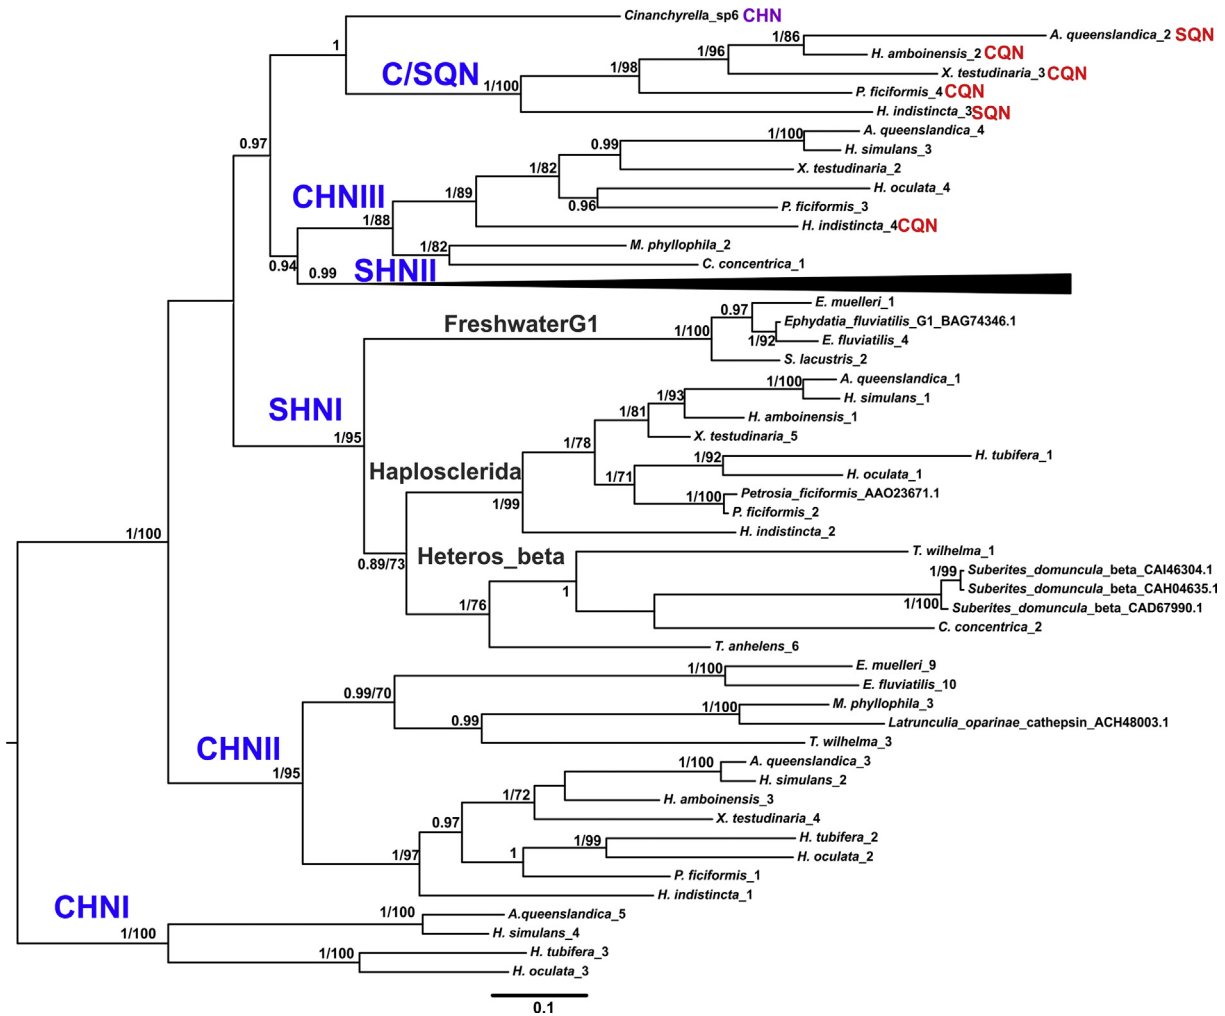 Cinanchyrella_sp6 CHN
1/86
A. queenslandica_2 SQN
1
1/96
H. amboinensis_2 CQN
C/SQN
1/98
X. testudinaria_3 CQN
1/100
P. ficiformis_4 CQN
H. indistincta_3 SQN
1/100
A. queenslandica_4
0.97
0.99
H. simulans_3
1/82
X. testudinaria_2
CHNIII
1/89
H. oculata_4
0.96
P. ficiformis_3
1/88
H. indistincta_4 CQN
1/82
M. phyllophila_2
0.94
0.99
SHNII
C. concentrica_1
0.97
E. muelleri_1
FreshwaterG1
1/100
Ephydatia_fluviatilis_G1_BAG74346.1
1/92
E. fluviatilis_4
S. lacustris_2
1/100
A. queenslandica_1
1/93
H. simulans_1
SHNI
1/81
H. amboinensis_1
1/95
1/78
X. testudinaria_5
1/92
H. tubifera_1
Haplosclerida
1/71
H. oculata_1
1/100
Petrosia_ficiformis_AAO23671.1
1/99
P. ficiformis_2
H. indistincta_2
1/100
Heteros_beta
T. wilhelma_1
0.89/73
1/99
Suberites_domuncula_beta_CAI46304.1
1
Suberites_domuncula_beta_CAH04635.1
1/76
1/100
Suberites_domuncula_beta_CAD67990.1
C. concentrica_2
T. anhelens_6
1/100
E. muelleri_9
0.99/70
E. fluviatilis_10
1/100
M. phyllophila_3
0.99
Latrunculia_oparinae_cathepsin_ACH48003.1
CHNII
T. wilhelma_3
1/95
1/100
A. queenslandica_3
H. simulans_2
1/72
H. amboinensis_3
0.97
X. testudinaria_4
1/99
H. tubifera_2
1/97
1
H. oculata_2
P. ficiformis_1
H. indistincta_1
CHNI
1/100
A.queenslandica_5
1/100
H. simulans_4
1/100
H. tubifera_3
H. oculata_3
0.1